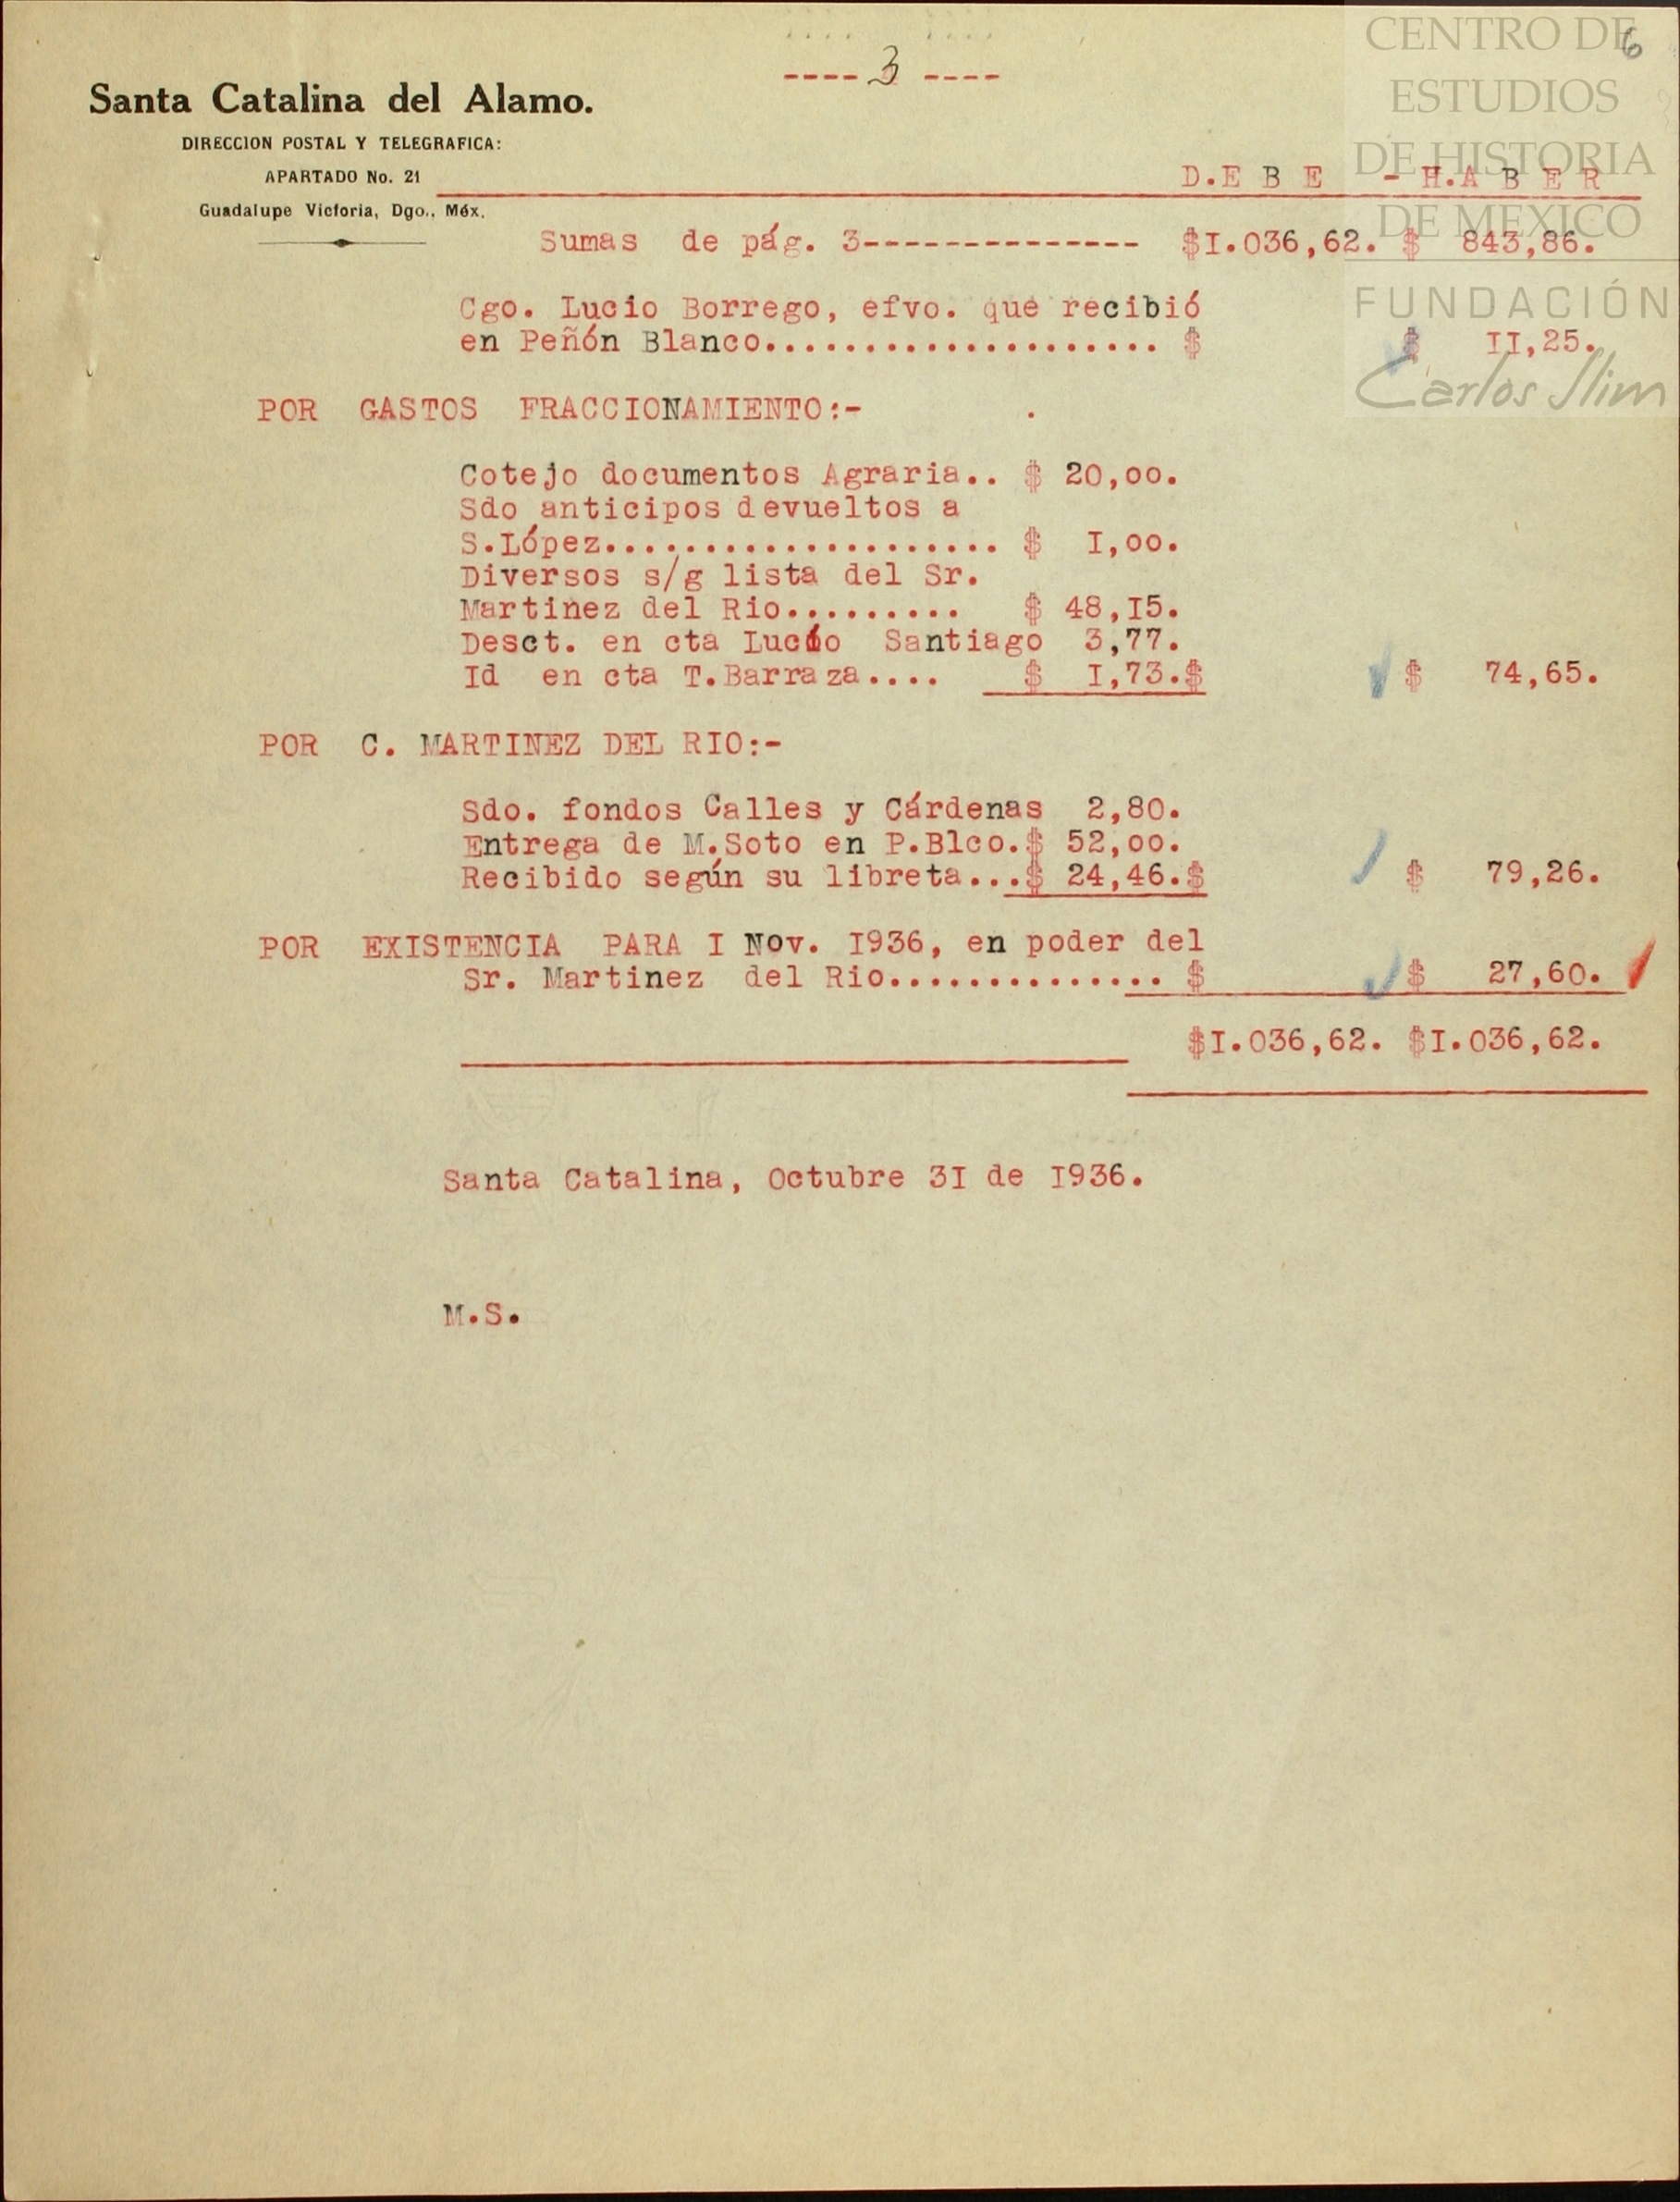 ---- 3 ----
6
CENTRO DE
ESTUDIOS
DE HISTORIA
DE MEXICO
FUNDACIÓN
Carlos Slim
Santa Catalina del Alamo.
DIRECCION POSTAL Y TELEGRAFICA:
APARTADO No. 21
Guadalupe Victoria, Dgo., Méx.
D.E B E - H.A B E R
Sumas de pág. 3-------------- $I.036,62. $ 843,86.
Cgo. Lucio Borrego, efvo. que recibió
en Peñón Blanco.................... $ $ II,25.
POR GASTOS FRACCIONAMIENTO:-
Cotejo documentos Agraria.. $ 20,oo.
Sdo anticipos devueltos a
S.López.................... $ I,oo.
Diversos s/g lista del Sr.
Martinez del Rio......... $ 48,I5.
Desct. en cta Lucio Santiago 3,77.
Id en cta T.Barraza.... $ I,73.$ $ 74,65.
POR C. MARTINEZ DEL RIO:-
Sdo. fondos Calles y Cárdenas 2,80.
Entrega de M.Soto en P.Blco.$ 52,oo.
Recibido según su libreta...$ 24,46.$ $ 79,26.
POR EXISTENCIA PARA I Nov. I936, en poder del
Sr. Martinez del Rio.............. $ $ 27,60.
$I.036,62. $I.036,62.
Santa Catalina, Octubre 3I de I936.
M.S.